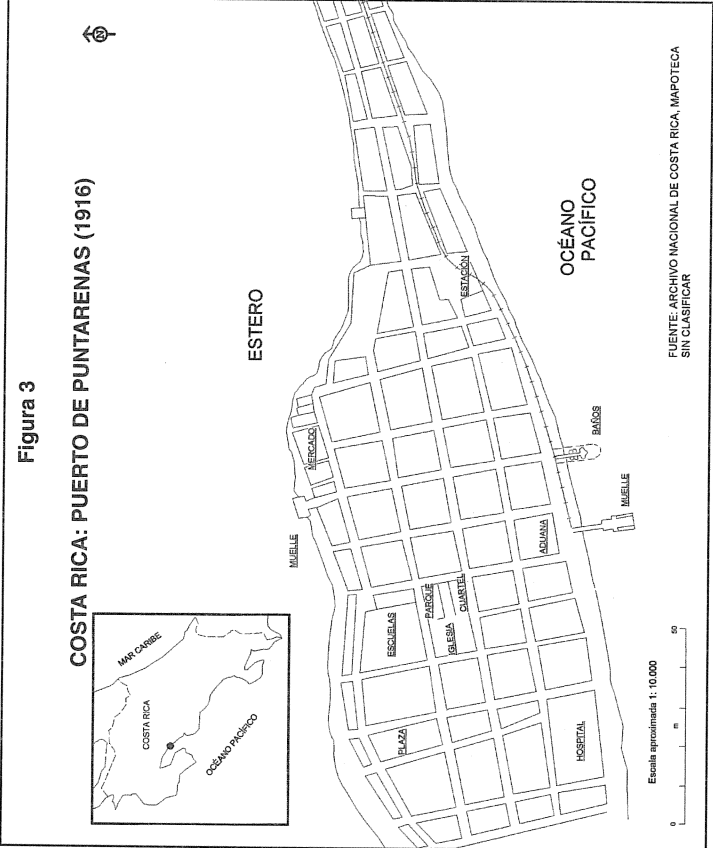 Figura 3
COSTA RICA: PUERTO DE PUNTARENAS (1916)
N
MAR CARIBE
COSTA RICA
OCÉANO PACÍFICO
ESTERO
MUELLE
MERCADO
ESCUELAS
PARQUE
IGLESIA
CUARTEL
PLAZA
HOSPITAL
ADUANA
ESTACIÓN
BAÑOS
MUELLE
OCÉANO
PACÍFICO
Escala aproximada 1: 10.000
0 m 50
FUENTE: ARCHIVO NACIONAL DE COSTA RICA, MAPOTECA
SIN CLASIFICAR